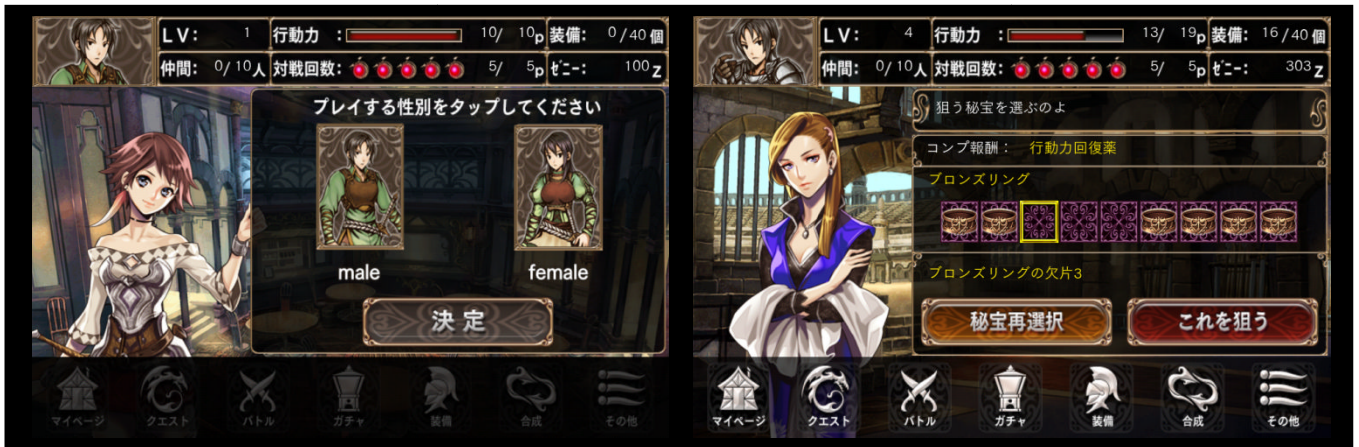 LV: 1 行動力 : 10/ 10p 装備: 0/40個
仲間: 0/10人 対戦回数: 5/ 5p ゼニー: 100 z
プレイする性別をタップしてください
male female
決定
マイページ クエスト バトル ガチャ 装備 合成 その他
LV: 4 行動力 : 13/ 19p 装備: 16/40個
仲間: 0/10人 対戦回数: 5/ 5p ゼニー: 303 z
狙う秘宝を選ぶのよ
コンプ報酬: 行動力回復薬
ブロンズリング
ブロンズリングの欠片3
秘宝再選択 これを狙う
マイページ クエスト バトル ガチャ 装備 合成 その他